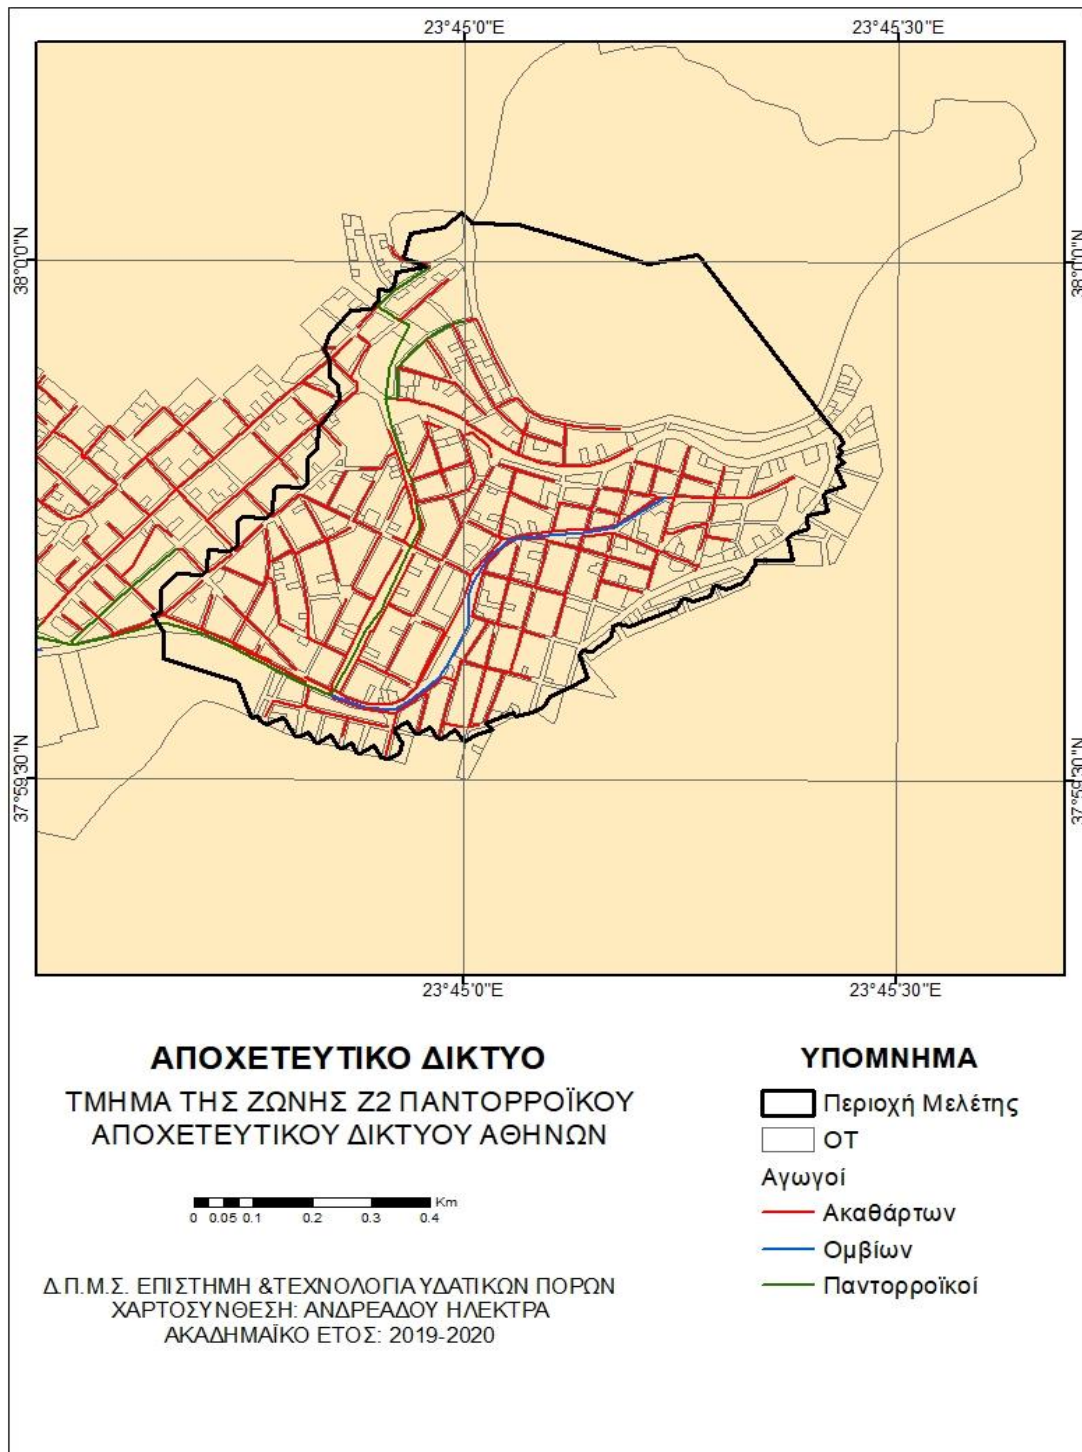 23°45'0"E
23°45'30"E
38°0'0"N
38°0'0"N
37°59'30"N
37°59'30"N
23°45'0"E
23°45'30"E
ΑΠΟΧΕΤΕΥΤΙΚΟ ΔΙΚΤΥΟ
ΤΜΗΜΑ ΤΗΣ ΖΩΝΗΣ Ζ2 ΠΑΝΤΟΡΡΟΪΚΟΥ
ΑΠΟΧΕΤΕΥΤΙΚΟΥ ΔΙΚΤΥΟΥ ΑΘΗΝΩΝ
Km
0 0.05 0.1 0.2 0.3 0.4
Δ.Π.Μ.Σ. ΕΠΙΣΤΗΜΗ &ΤΕΧΝΟΛΟΓΙΑ ΥΔΑΤΙΚΩΝ ΠΟΡΩΝ
ΧΑΡΤΟΣΥΝΘΕΣΗ: ΑΝΔΡΕΑΔΟΥ ΗΛΕΚΤΡΑ
ΑΚΑΔΗΜΑΪΚΟ ΕΤΟΣ: 2019-2020
ΥΠΟΜΝΗΜΑ
Περιοχή Μελέτης
ΟΤ
Αγωγοί
Ακαθάρτων
Ομβίων
Παντορροϊκοί